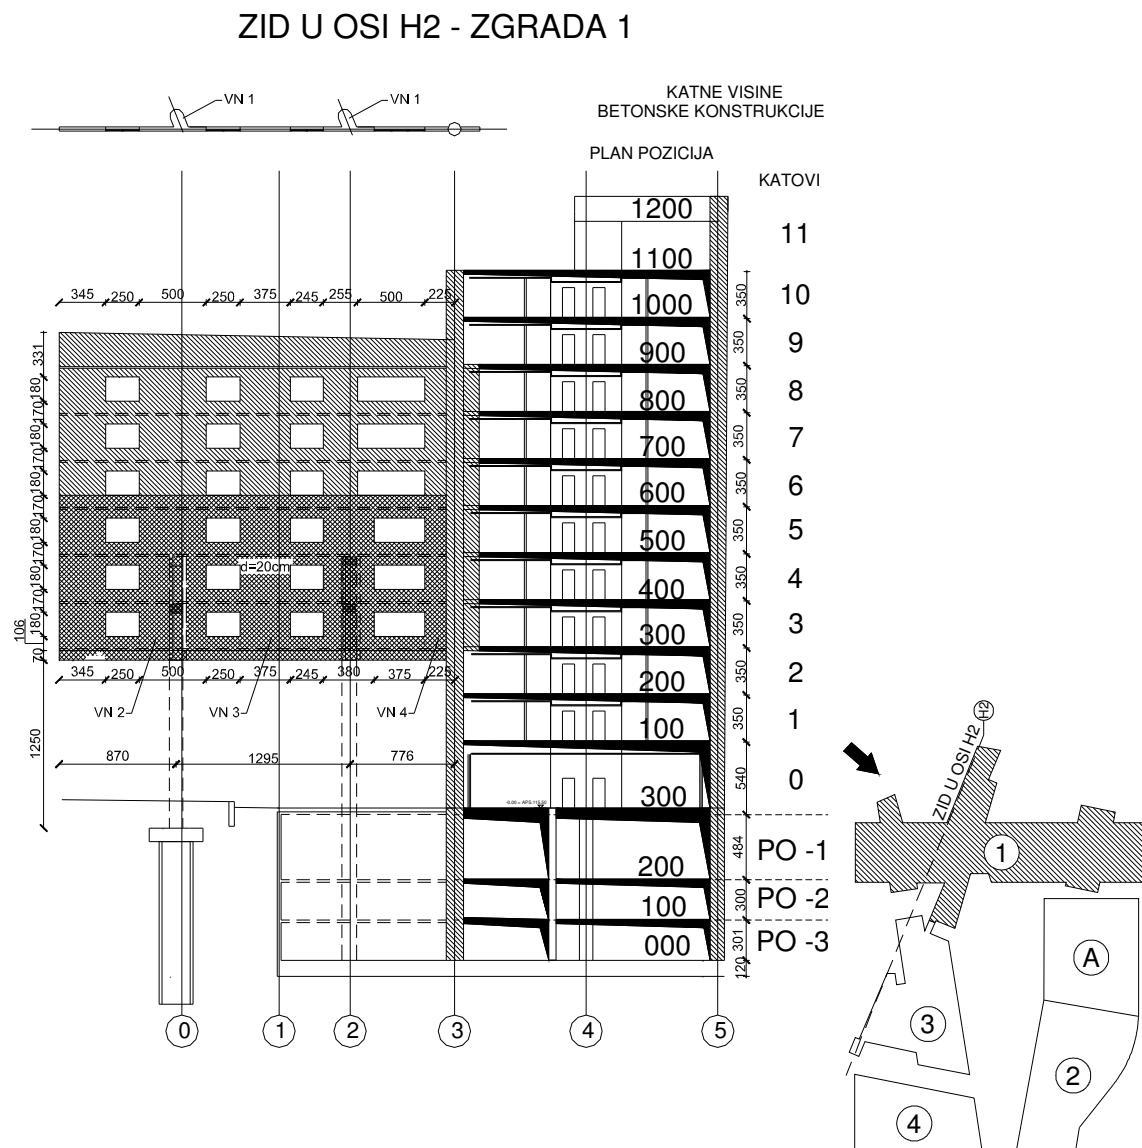 ZID U OSI H2 - ZGRADA 1
VN 1
VN 1
KATNE VISINE
BETONSKE KONSTRUKCIJE
PLAN POZICIJA
KATOVI
1200
11
1100
345 250 500 250 375 245 255 500 225
1000
350
10
331
900
350
9
180
800
350
8
170
180
700
350
7
170
180
600
350
6
170
180
500
350
5
170
d=20cm
180
400
350
4
170
106
180
300
350
3
70
345 250 500 250 375 245 380 375 225
200
350
2
VN 2
VN 3
VN 4
100
350
1
1250
870 1295 776
300
540
0
200
484
PO -1
100
300
PO -2
000
301
PO -3
120
0 1 2 3 4 5
H2
ZID U OSI H2
1
A
3
2
4